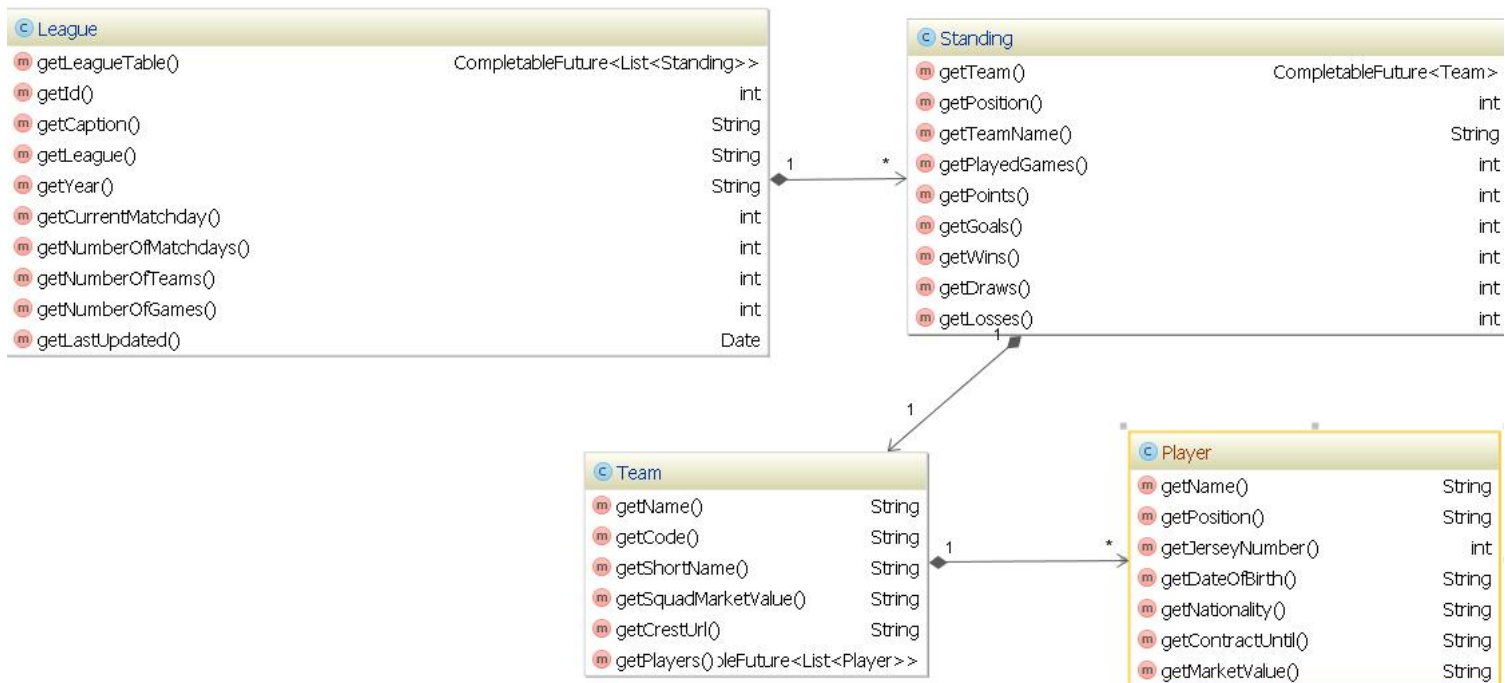 League
getLeagueTable() CompletableFuture<List<Standing>>
getId() int
getCaption() String
getLeague() String
getYear() String
getCurrentMatchday() int
getNumberOfMatchdays() int
getNumberOfTeams() int
getNumberOfGames() int
getLastUpdated() Date
1 *
Standing
getTeam() CompletableFuture<Team>
getPosition() int
getTeamName() String
getPlayedGames() int
getPoints() int
getGoals() int
getWins() int
getDraws() int
getLosses() int
1
1
Team
getName() String
getCode() String
getShortName() String
getSquadMarketValue() String
getCrestUrl() String
getPlayers() leFuture<List<Player>>
1 *
Player
getName() String
getPosition() String
getJerseyNumber() int
getDateOfBirth() String
getNationality() String
getContractUntil() String
getMarketValue() String